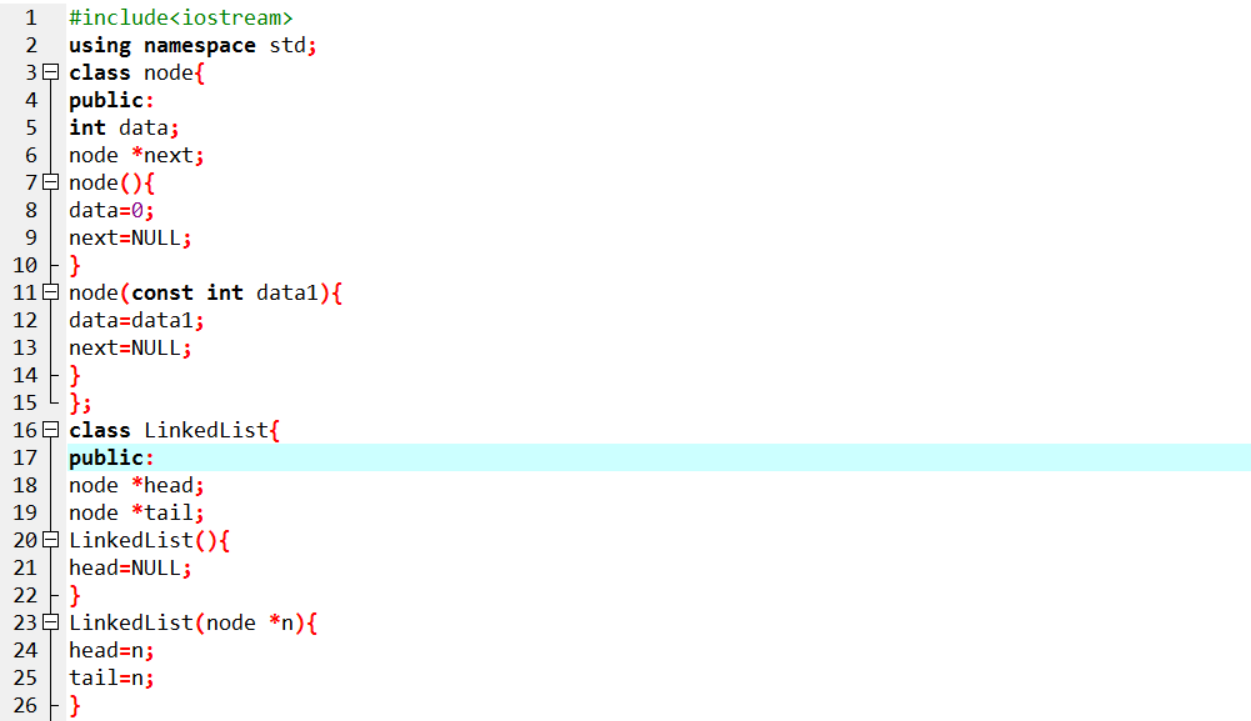 1 #include<iostream>
2 using namespace std;
3 class node{
4 public:
5 int data;
6 node *next;
7 node(){
8 data=0;
9 next=NULL;
10 }
11 node(const int data1){
12 data=data1;
13 next=NULL;
14 }
15 };
16 class LinkedList{
17 public:
18 node *head;
19 node *tail;
20 LinkedList(){
21 head=NULL;
22 }
23 LinkedList(node *n){
24 head=n;
25 tail=n;
26 }